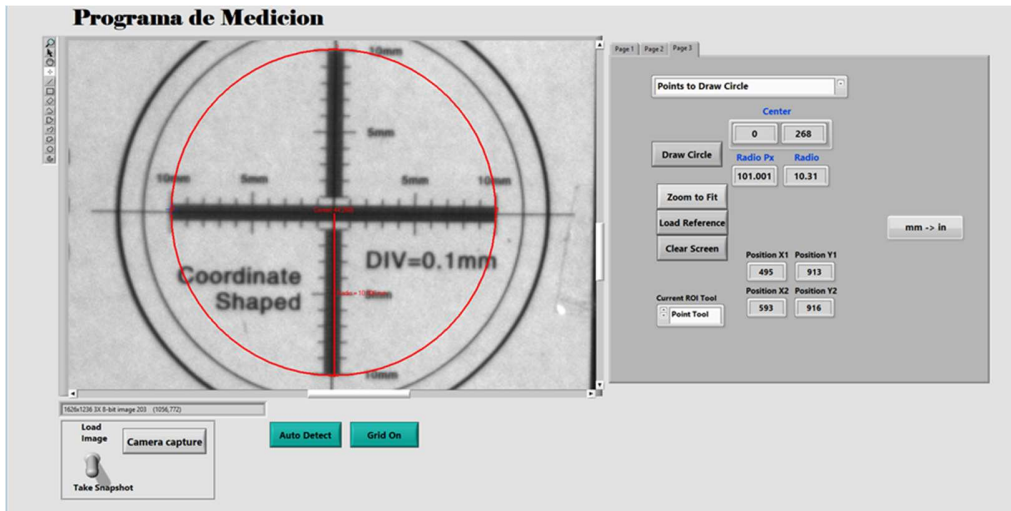 Programa de Medicion
Page 1 Page 2 Page 3
10mm
5mm
10mm 5mm 5mm 10mm
DIV=0.1mm
Coordinate
Shaped
10mm
Points to Draw Circle
Center
0 268
Draw Circle
Radio Px Radio
101.001 10.31
Zoom to Fit
Load Reference
Clear Screen
mm -> in
Position X1 Position Y1
495 913
Position X2 Position Y2
593 916
Current ROI Tool
Point Tool
1626x1236 3X 8-bit image 203 (1056,772)
Load
Image
Camera capture
Take Snapshot
Auto Detect
Grid On